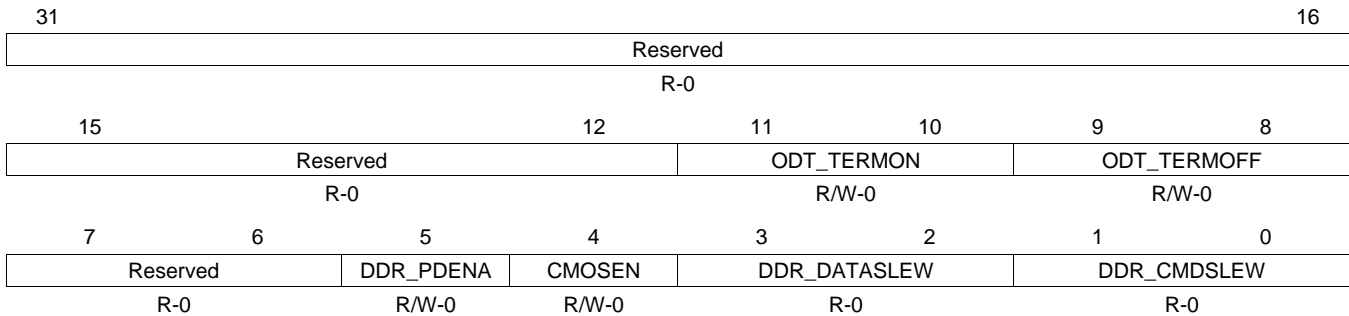 31 16
Reserved
R-0
15 12 11 10 9 8
Reserved ODT_TERMON ODT_TERMOFF
R-0 R/W-0 R/W-0
7 6 5 4 3 2 1 0
Reserved DDR_PDENA CMOSEN DDR_DATASLEW DDR_CMDSLEW
R-0 R/W-0 R/W-0 R-0 R-0